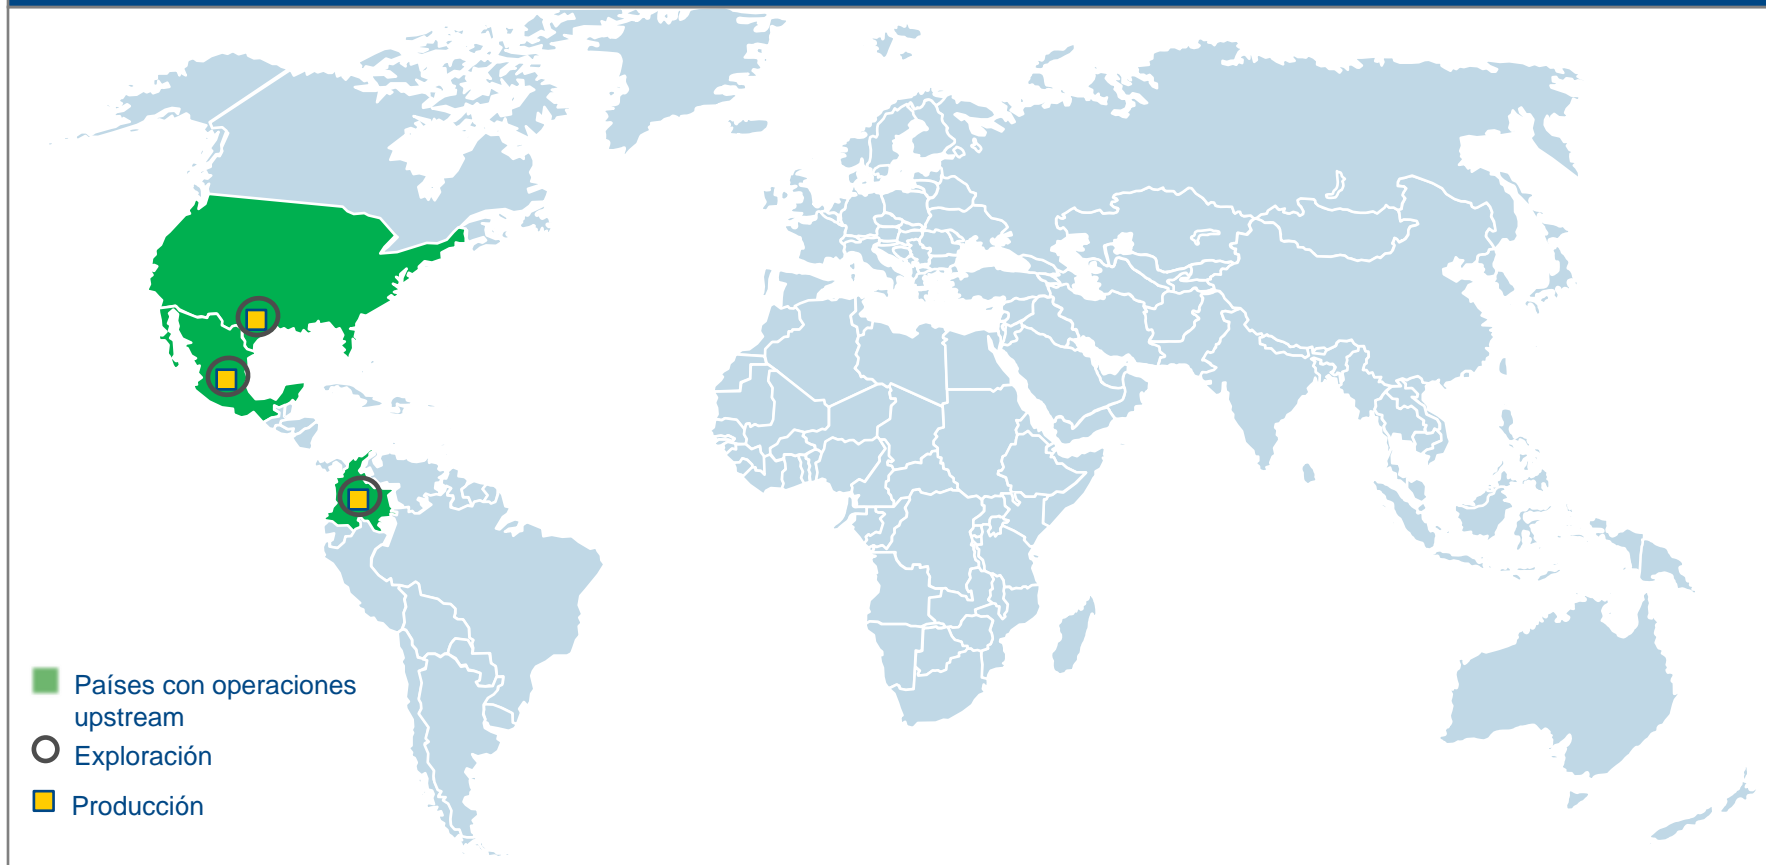 Países con operaciones
upstream
Exploración
Producción